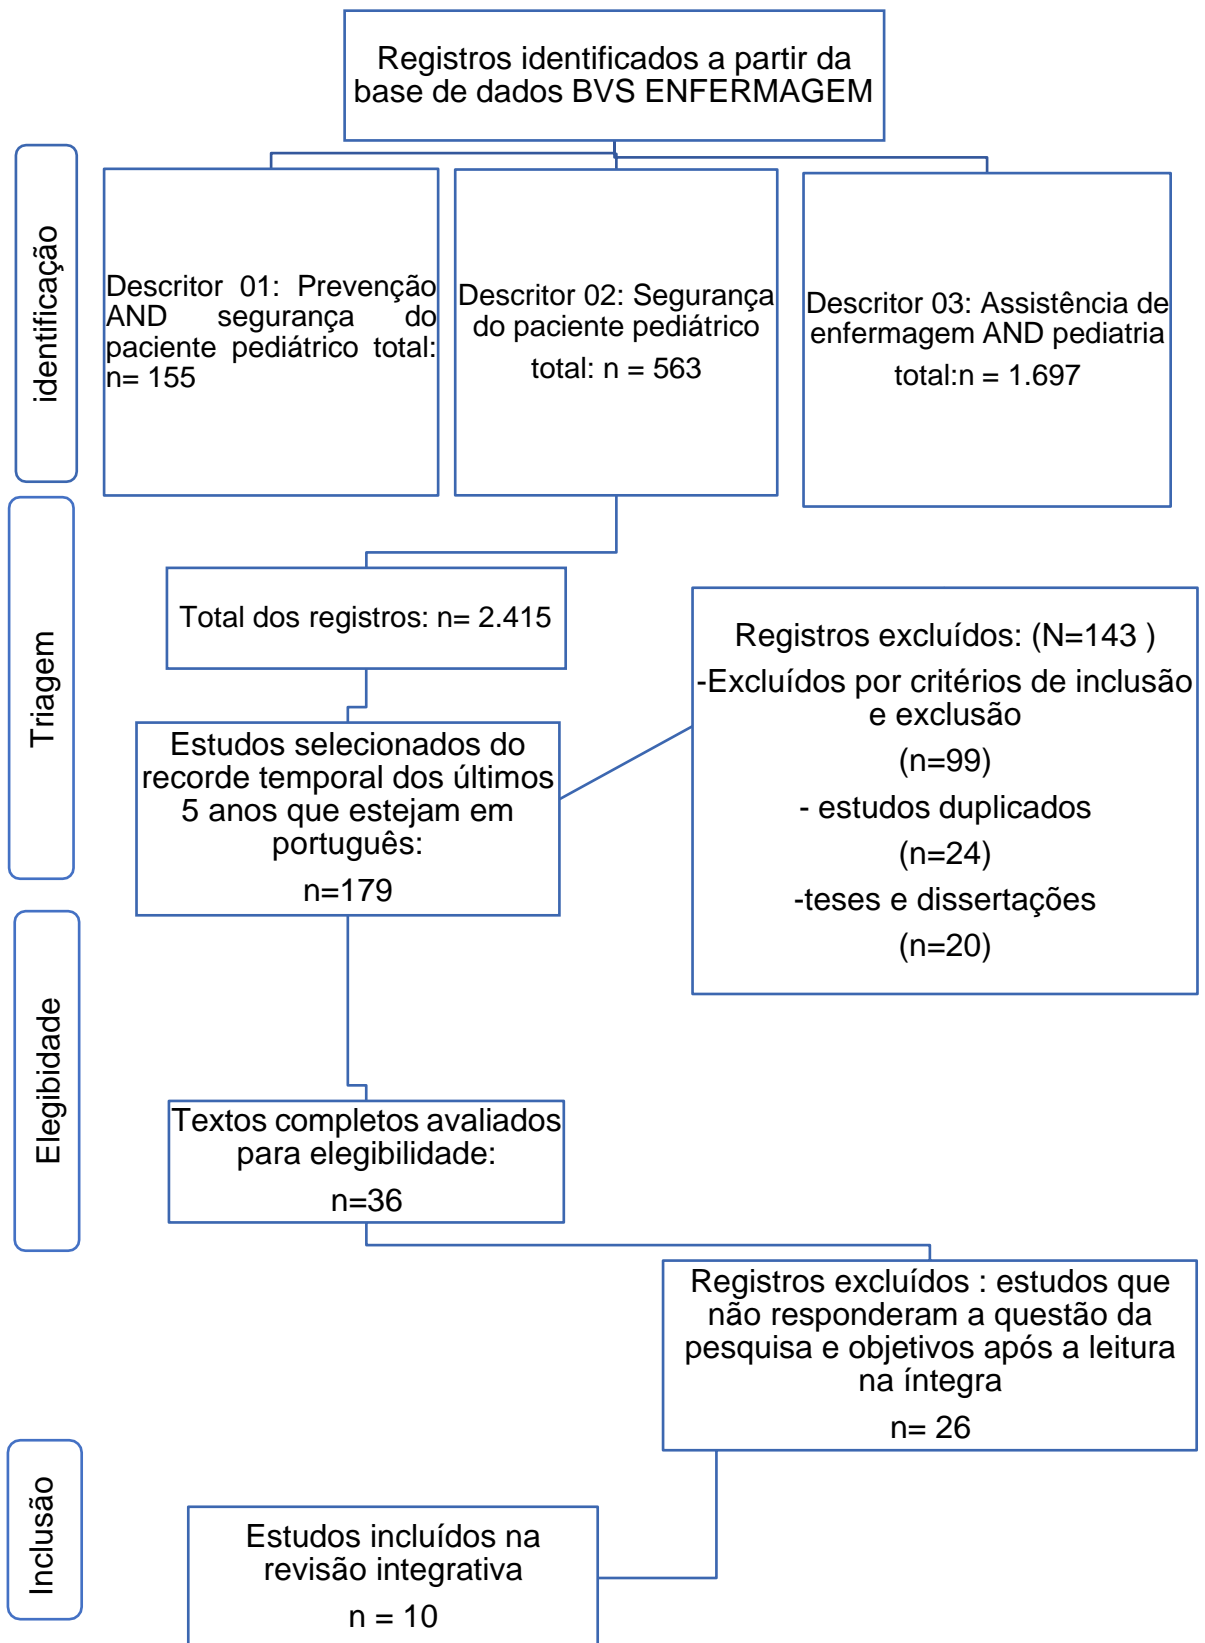 Registros identificados a partir da
base de dados BVS ENFERMAGEM
identificação
Descritor 01: Prevenção
AND segurança do
paciente pediátrico total:
n= 155
Descritor 02: Segurança
do paciente pediátrico
total: n = 563
Descritor 03: Assistência de
enfermagem AND pediatria
total:n = 1.697
Triagem
Total dos registros: n= 2.415
Estudos selecionados do
recorde temporal dos últimos
5 anos que estejam em
português:
n=179
Registros excluídos: (N=143 )
-Excluídos por critérios de inclusão
e exclusão
(n=99)
- estudos duplicados
(n=24)
-teses e dissertações
(n=20)
Elegibidade
Textos completos avaliados
para elegibilidade:
n=36
Registros excluídos : estudos que
não responderam a questão da
pesquisa e objetivos após a leitura
na íntegra
n= 26
Inclusão
Estudos incluídos na
revisão integrativa
n = 10